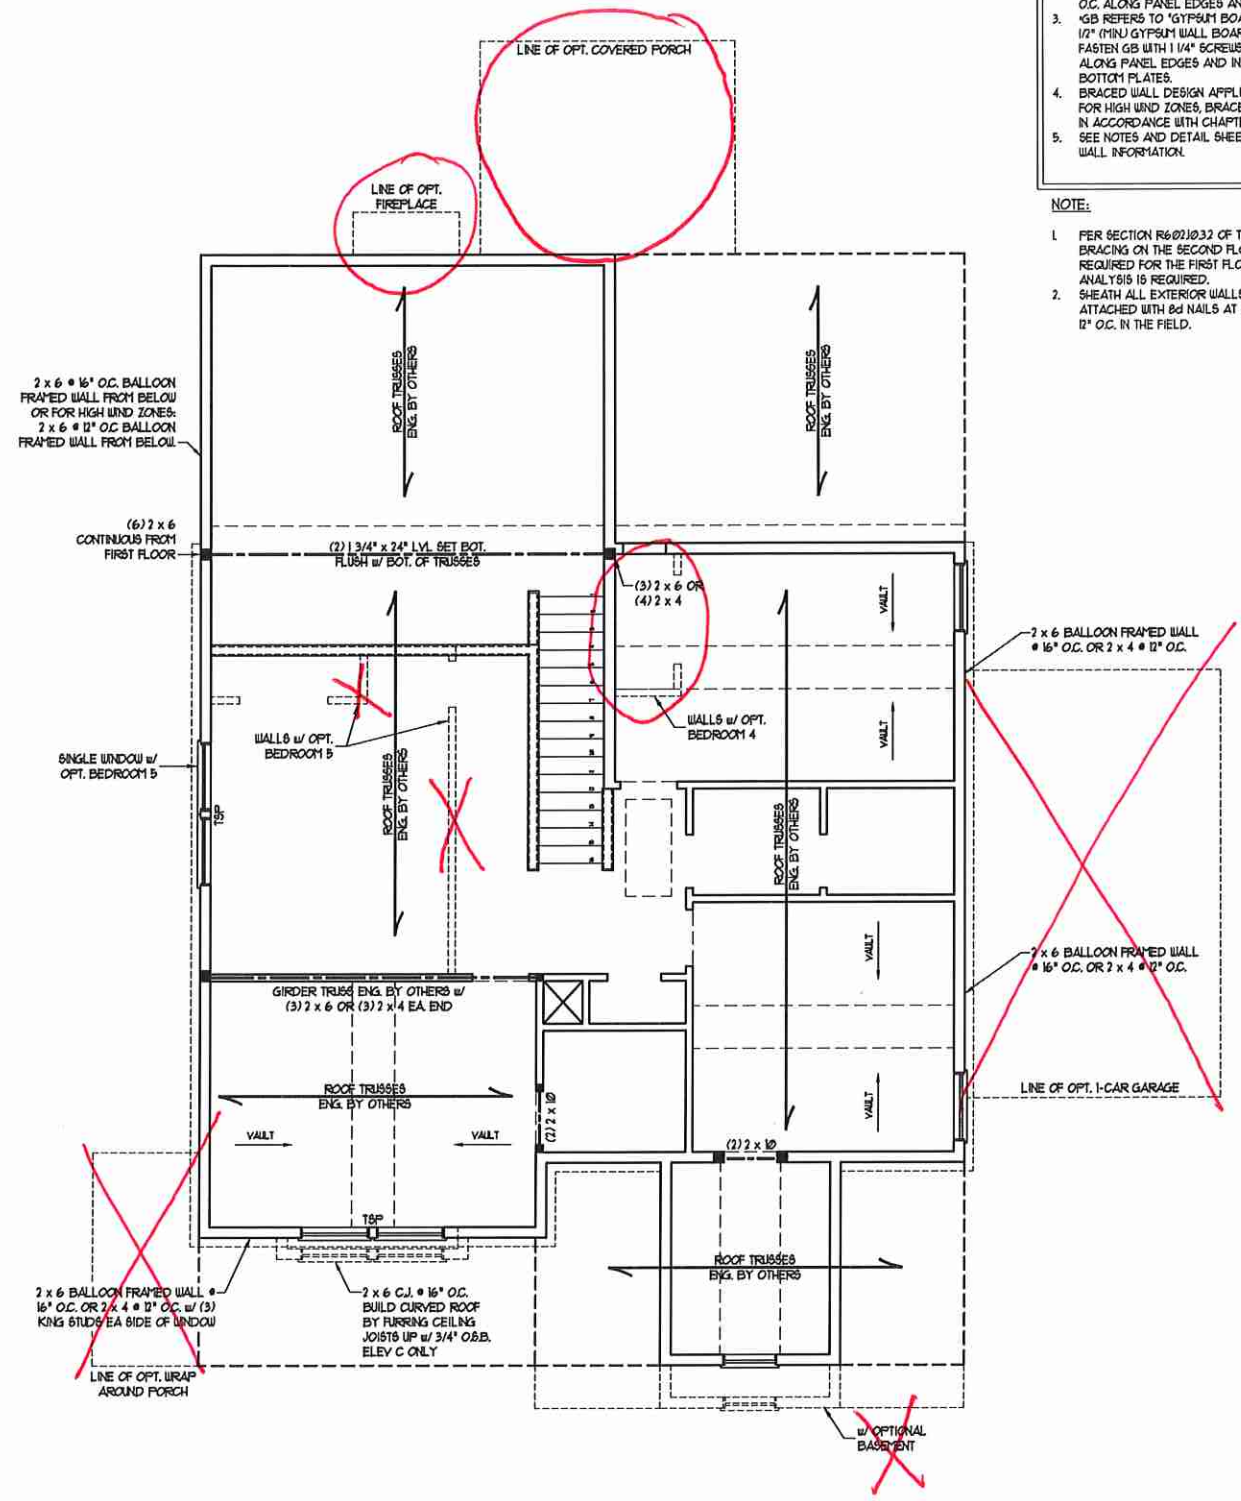 O.C. ALONG PANEL EDGES AN
3. "GB REFERS TO "GYPSUM BOA
1/2" (MIN.) GYPSUM WALL BOAR
FASTEN GB WITH 1 1/4" SCREWS
ALONG PANEL EDGES AND IN
BOTTOM PLATES.
4. BRACED WALL DESIGN APPLI
FOR HIGH WIND ZONES, BRACE
IN ACCORDANCE WITH CHAPTE
5. SEE NOTES AND DETAIL SHEE
WALL INFORMATION.
NOTE:
1. PER SECTION R602.10.3.2 OF T
BRACING ON THE SECOND FLO
REQUIRED FOR THE FIRST FLO
ANALYSIS IS REQUIRED.
2. SHEATH ALL EXTERIOR WALLS
ATTACHED WITH 8d NAILS AT
12" O.C. IN THE FIELD.
LINE OF OPT. COVERED PORCH
LINE OF OPT.
FIREPLACE
ROOF TRUSSES
ENG. BY OTHERS
ROOF TRUSSES
ENG. BY OTHERS
2 x 6 @ 16" O.C. BALLOON
FRAMED WALL FROM BELOW
OR FOR HIGH WIND ZONES:
2 x 6 @ 12" O.C BALLOON
FRAMED WALL FROM BELOW.
(6) 2 x 6
CONTINUOUS FROM
FIRST FLOOR
(2) 1 3/4" x 24" LVL SET BOT.
FLUSH w/ BOT. OF TRUSSES
(3) 2 x 6 OR
(4) 2 x 4
VAULT
2 x 6 BALLOON FRAMED WALL
@ 16" O.C. OR 2 x 4 @ 12" O.C.
WALLS w/ OPT.
BEDROOM 4
VAULT
WALLS w/ OPT.
BEDROOM 5
SINGLE WINDOW w/
OPT. BEDROOM 5
TSP
ROOF TRUSSES
ENG. BY OTHERS
ROOF TRUSSES
ENG. BY OTHERS
VAULT
2 x 6 BALLOON FRAMED WALL
@ 16" O.C. OR 2 x 4 @ 12" O.C.
GIRDER TRUSS ENG. BY OTHERS w/
(3) 2 x 6 OR (3) 2 x 4 EA. END
ROOF TRUSSES
ENG. BY OTHERS
VAULT
VAULT
(2) 2 x 10
VAULT
LINE OF OPT. 1-CAR GARAGE
(2) 2 x 10
TSP
ROOF TRUSSES
ENG. BY OTHERS
2 x 6 BALLOON FRAMED WALL @
16" O.C. OR 2 x 4 @ 12" O.C. w/ (3)
KING STUDS EA SIDE OF WINDOW
2 x 6 C.J. @ 16" O.C.
BUILD CURVED ROOF
BY FURRING CEILING
JOISTS UP w/ 3/4" O.S.B.
ELEV C ONLY
LINE OF OPT. WRAP
AROUND PORCH
w/ OPTIONAL
BASEMENT